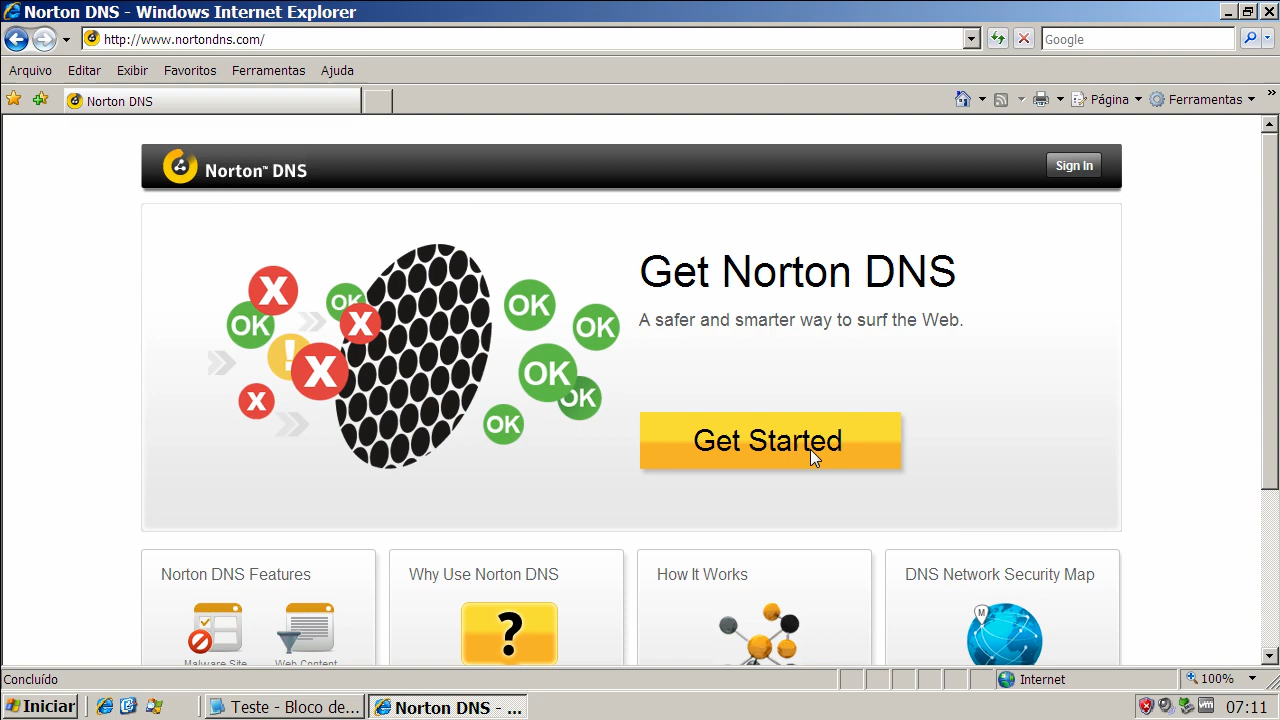 Norton DNS - Windows Internet Explorer
http://www.nortondns.com/
Google
Arquivo Editar Exibir Favoritos Ferramentas Ajuda
Norton DNS
Página Ferramentas
Norton™ DNS
Sign In
X
OK
OK
X
!
X
X
OK
OK
OK
OK
OK
Get Norton DNS
A safer and smarter way to surf the Web.
Get Started
Norton DNS Features
Malware Site
Web Content
Why Use Norton DNS
?
How It Works
DNS Network Security Map
M
Concluído
Internet
100%
Iniciar
Teste - Bloco de...
Norton DNS - ...
vm
07:11